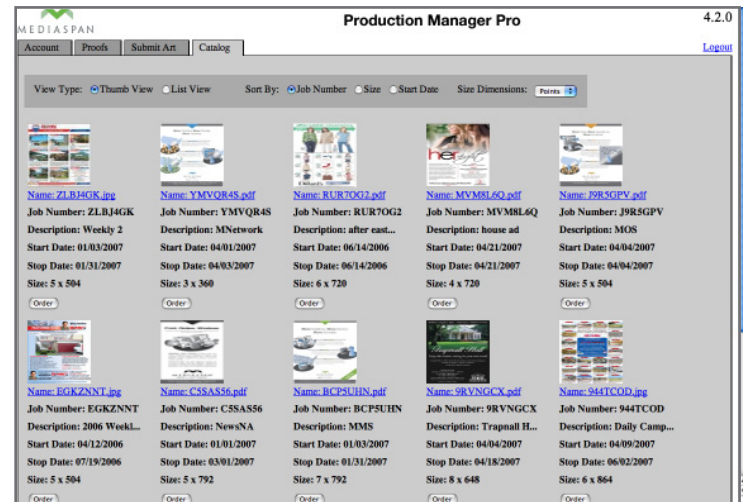 MEDIASPAN
Production Manager Pro
4.2.0
Account Proofs Submit Art Catalog
Logout
View Type: Thumb View List View Sort By: Job Number Size Start Date Size Dimensions: Points
Name: ZLBJ4GK.jpg Name: YMVQR4S.pdf Name: RUR7OG2.pdf Name: MVM8L6Q.pdf Name: J9R5GPV.pdf
Job Number: ZLBJ4GK Job Number: YMVQR4S Job Number: RUR7OG2 Job Number: MVM8L6Q Job Number: J9R5GPV
Description: Weekly 2 Description: MNetwork Description: after east... Description: house ad Description: MOS
Start Date: 01/03/2007 Start Date: 04/01/2007 Start Date: 06/14/2006 Start Date: 04/21/2007 Start Date: 04/04/2007
Stop Date: 01/31/2007 Stop Date: 04/03/2007 Stop Date: 06/14/2006 Stop Date: 04/21/2007 Stop Date: 04/04/2007
Size: 5 x 504 Size: 3 x 360 Size: 6 x 720 Size: 4 x 720 Size: 5 x 504
Order Order Order Order Order
Name: EGKZNNT.jpg Name: C5SAS56.pdf Name: BCP5UHN.pdf Name: 9RVNGCX.pdf Name: 944TCOD.jpg
Job Number: EGKZNNT Job Number: C5SAS56 Job Number: BCP5UHN Job Number: 9RVNGCX Job Number: 944TCOD
Description: 2006 Weekl... Description: NewsNA Description: MMS Description: Trapnall H... Description: Daily Camp...
Start Date: 04/12/2006 Start Date: 01/01/2007 Start Date: 01/03/2007 Start Date: 04/04/2007 Start Date: 04/09/2007
Stop Date: 07/19/2006 Stop Date: 03/01/2007 Stop Date: 01/31/2007 Stop Date: 04/18/2007 Stop Date: 06/02/2007
Size: 5 x 504 Size: 5 x 792 Size: 7 x 792 Size: 8 x 648 Size: 6 x 864
Order Order Order Order Order